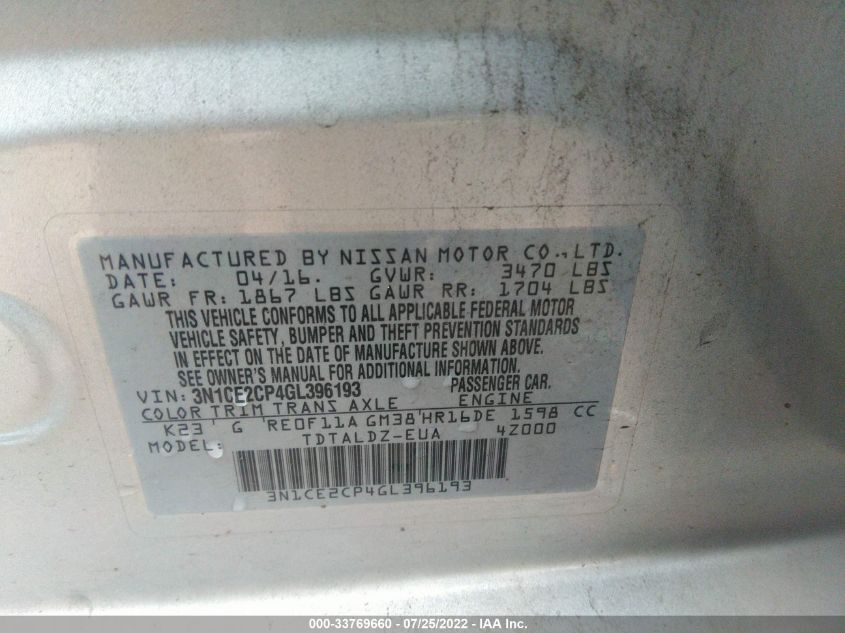 MANUFACTURED BY NISSAN MOTOR CO.,LTD.
DATE: 04/16. GVWR: 3470 LBS
GAWR FR: 1867 LBS GAWR RR: 1704 LBS
THIS VEHICLE CONFORMS TO ALL APPLICABLE FEDERAL MOTOR
VEHICLE SAFETY, BUMPER AND THEFT PREVENTION STANDARDS
IN EFFECT ON THE DATE OF MANUFACTURE SHOWN ABOVE.
SEE OWNER'S MANUAL FOR ADDITIONAL INFORMATION.
VIN: 3N1CE2CP4GL396193 PASSENGER CAR.
COLOR TRIM TRANS AXLE ENGINE
K23 ' G 'RE0F11A GM38'HR16DE 1598 CC
MODEL: TDTALDZ-EUA 4Z000
3N1CE2CP4GL396193
000-33769660 - 07/25/2022 - IAA Inc.